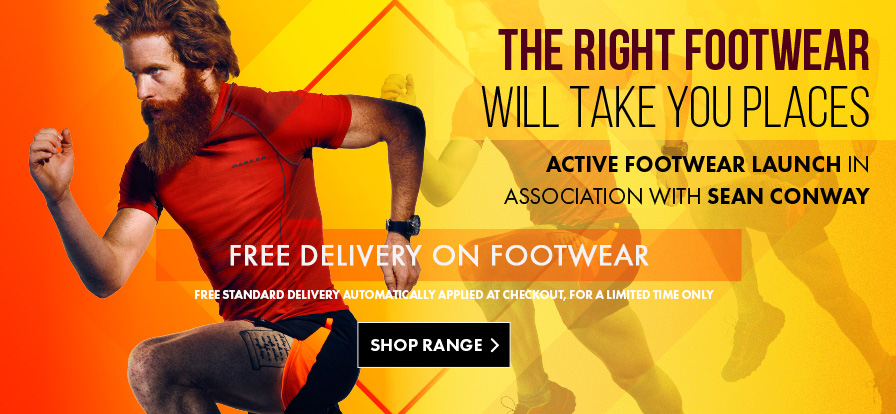 THE RIGHT FOOTWEAR
WILL TAKE YOU PLACES
ACTIVE FOOTWEAR LAUNCH IN
ASSOCIATION WITH SEAN CONWAY
FREE DELIVERY ON FOOTWEAR
FREE STANDARD DELIVERY AUTOMATICALLY APPLIED AT CHECKOUT, FOR A LIMITED TIME ONLY
SHOP RANGE